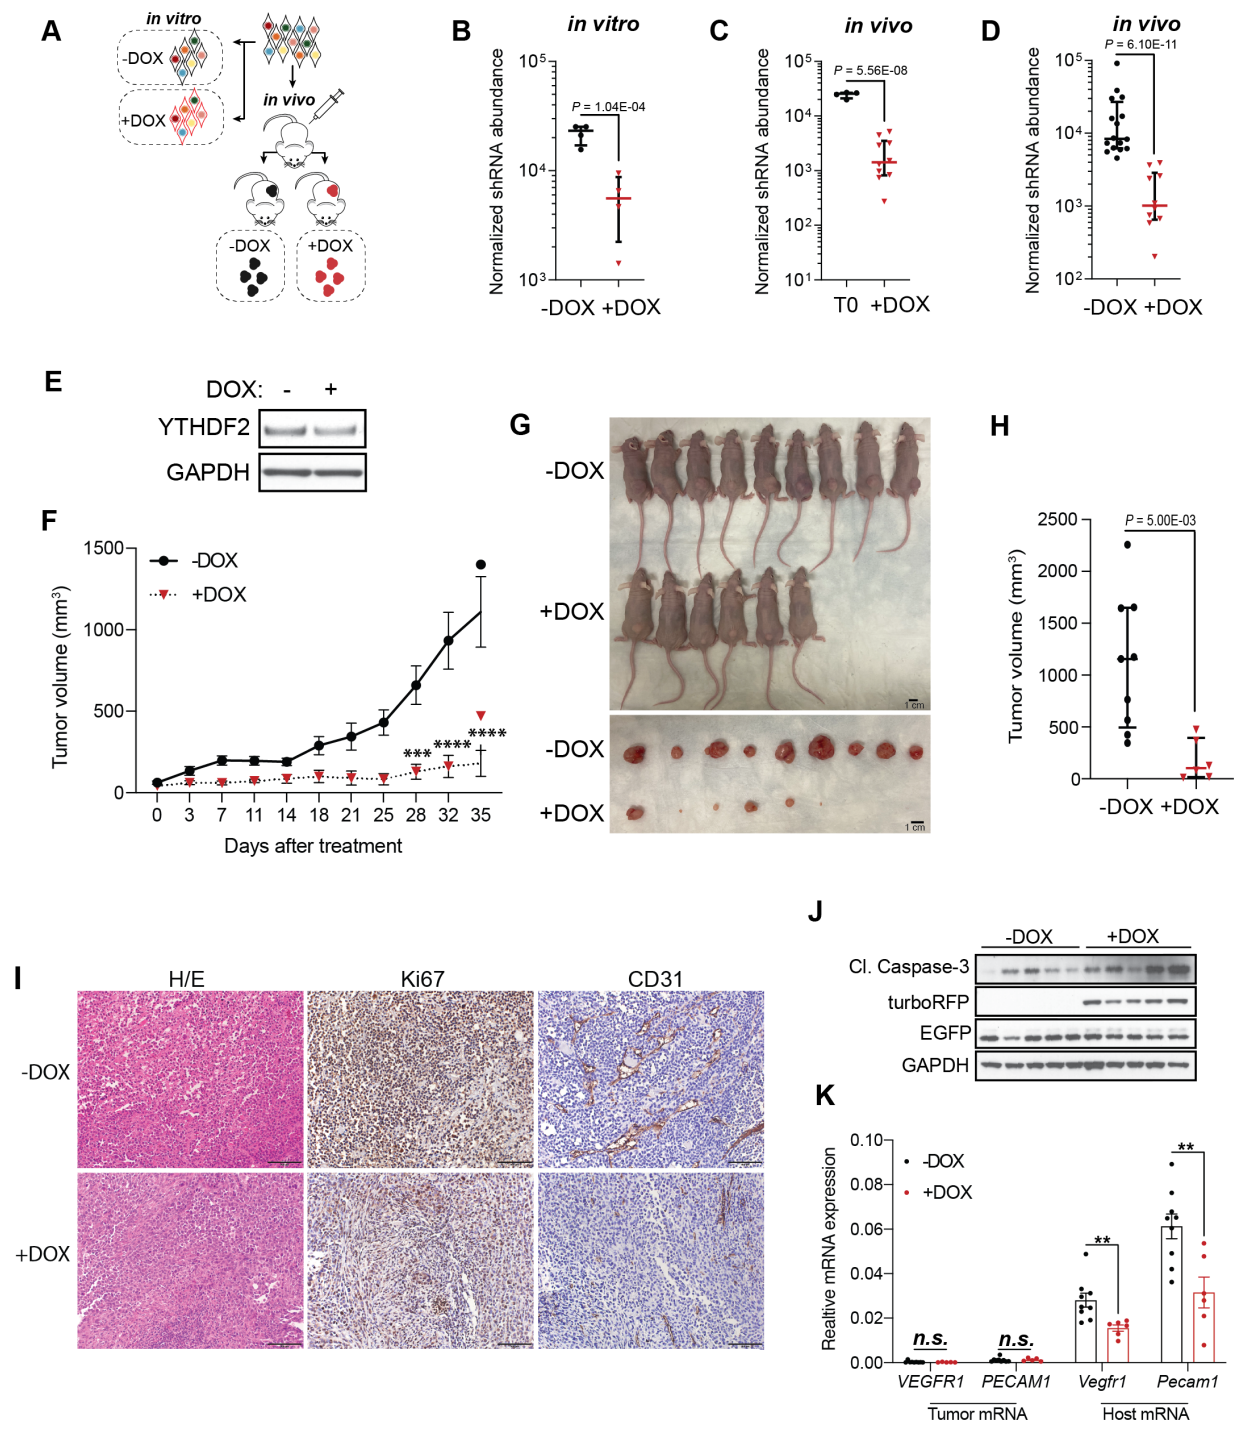 A
in vitro
-DOX
+DOX
in vivo
-DOX
+DOX
B
in vitro
P = 1.04E-04
Normalized shRNA abundance
10⁵
10⁴
10³
-DOX +DOX
C
in vivo
P = 5.56E-08
Normalized shRNA abundance
10⁵
10⁴
10³
10²
10¹
T0 +DOX
D
in vivo
P = 6.10E-11
Normalized shRNA abundance
10⁵
10⁴
10³
10²
-DOX +DOX
E
DOX: - +
YTHDF2
GAPDH
F
-DOX
+DOX
Tumor volume (mm³)
1500
1000
500
0
*** **** ****
0 3 7 11 14 18 21 25 28 32 35
Days after treatment
G
-DOX
+DOX
1 cm
-DOX
+DOX
1 cm
H
P = 5.00E-03
Tumor volume (mm³)
2500
2000
1500
1000
500
0
-DOX +DOX
I
H/E Ki67 CD31
-DOX
+DOX
J
-DOX +DOX
Cl. Caspase-3
turboRFP
EGFP
GAPDH
K
-DOX
+DOX
Realtive mRNA expression
0.10
0.08
0.06
0.04
0.02
0.00
n.s. n.s. ** **
VEGFR1 PECAM1 Vegfr1 Pecam1
Tumor mRNA Host mRNA